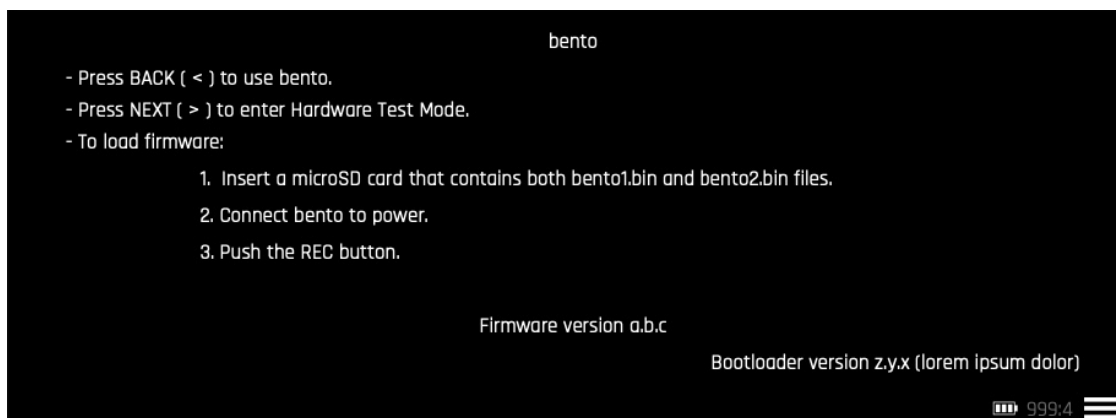 bento
- Press BACK ( < ) to use bento.
- Press NEXT ( > ) to enter Hardware Test Mode.
- To load firmware:
1. Insert a microSD card that contains both bento1.bin and bento2.bin files.
2. Connect bento to power.
3. Push the REC button.
Firmware version a.b.c
Bootloader version z.y.x (lorem ipsum dolor)
999:4